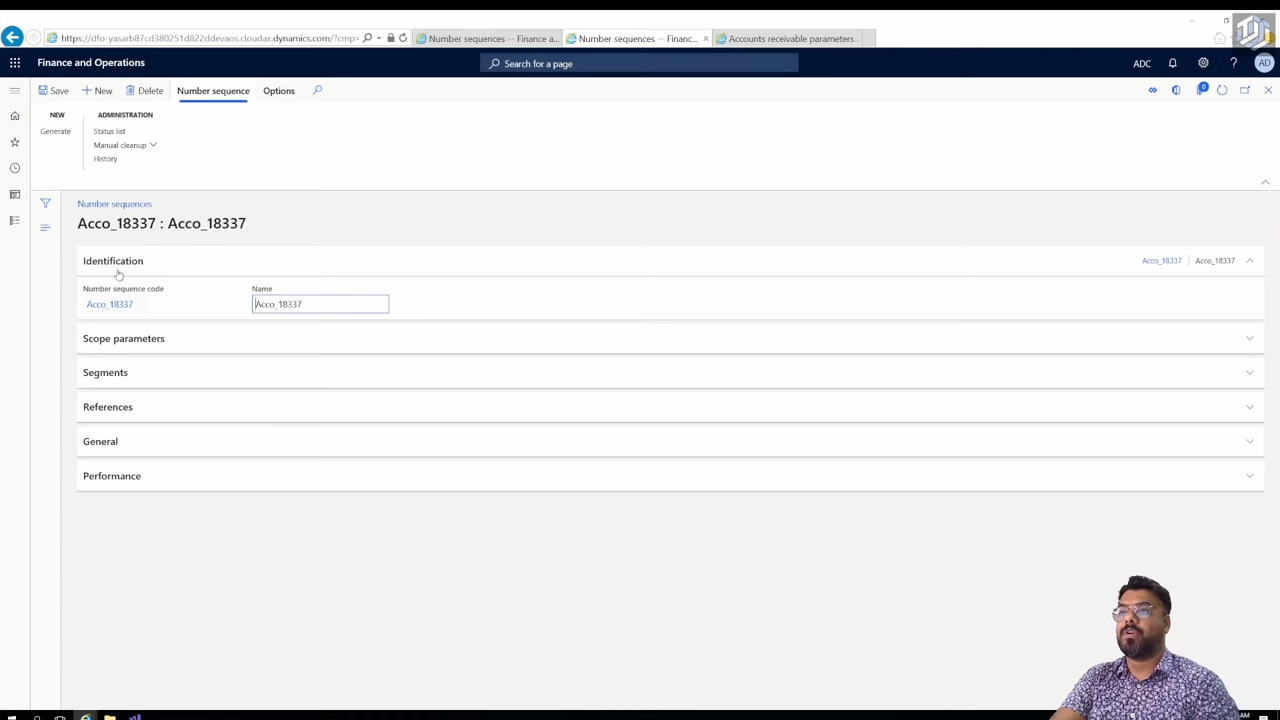 https://dfo-yasarb87cd380251d822ddevaos.cloudax.dynamics.com/?cmp=
Number sequences -- Finance a...
Number sequences -- Financ...
Accounts receivable parameters...
Finance and Operations
Search for a page
ADC
?
AD
Save
New
Delete
Number sequence
Options
0
NEW
ADMINISTRATION
Generate
Status list
Manual cleanup
History
Number sequences
Acco_18337 : Acco_18337
Identification
Acco_18337
Acco_18337
Number sequence code
Name
Acco_18337
Acco_18337
Scope parameters
Segments
References
General
Performance
AM